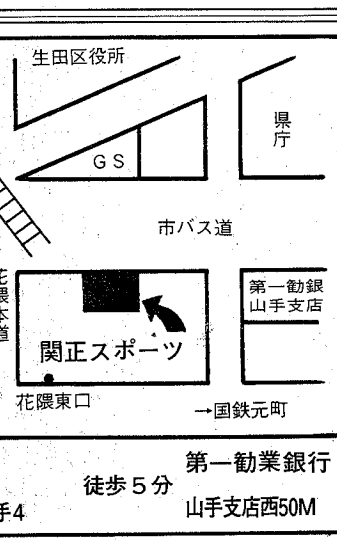 生田区役所
県庁
GS
市バス道
花隈本道
第一勧銀
山手支店
関正スポーツ
花隈東口
→国鉄元町
第一勧業銀行
徒歩5分
手4
山手支店西50M